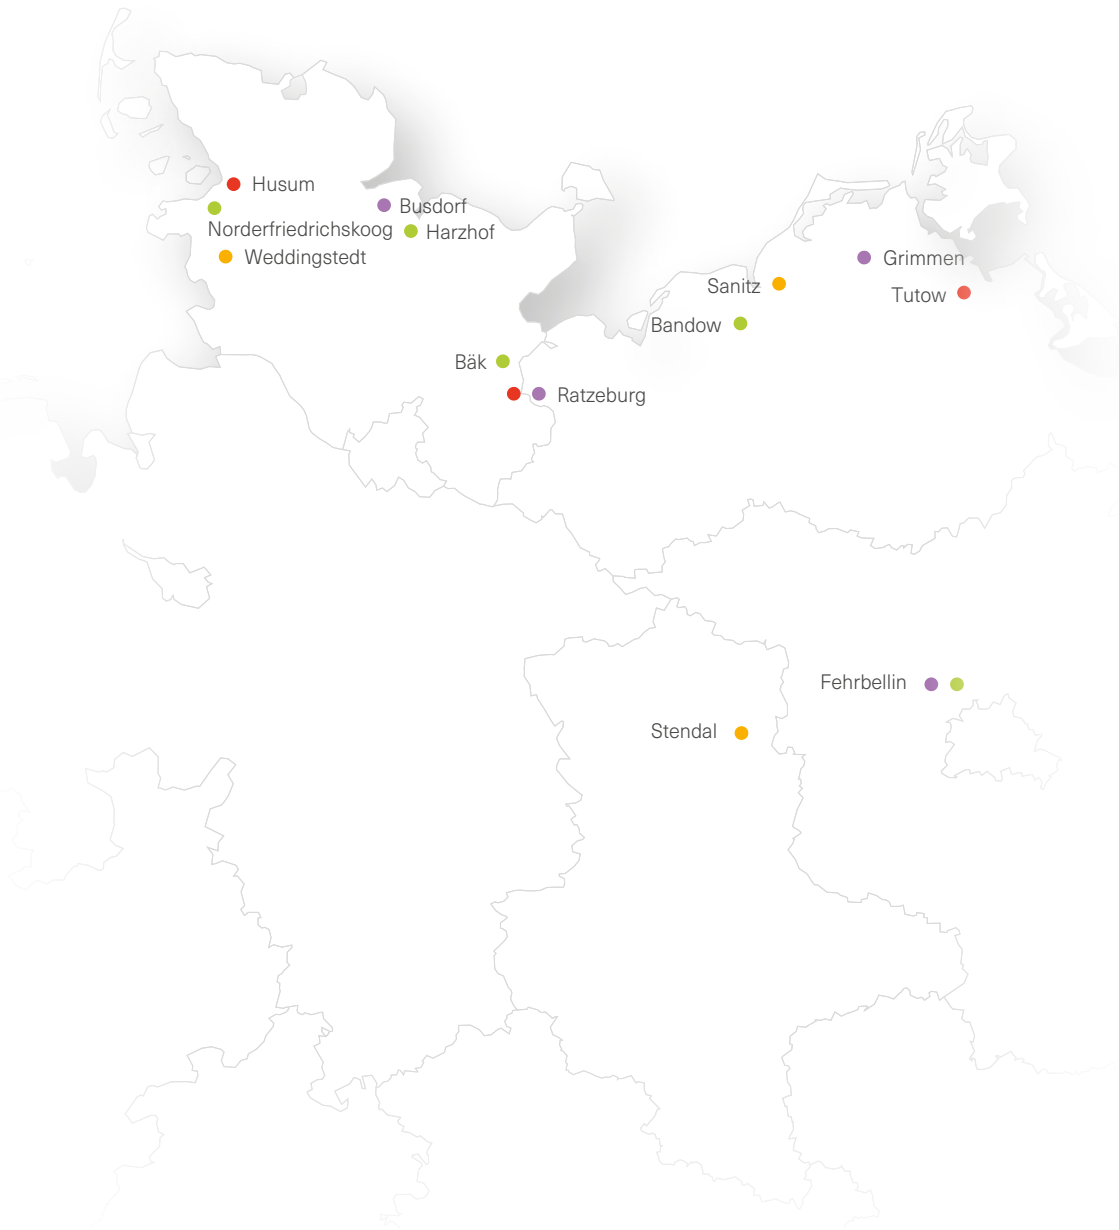 Husum
Busdorf
Norderfriedrichskoog
Harzhof
Weddingstedt
Grimmen
Sanitz
Tutow
Bandow
Bäk
Ratzeburg
Fehrbellin
Stendal